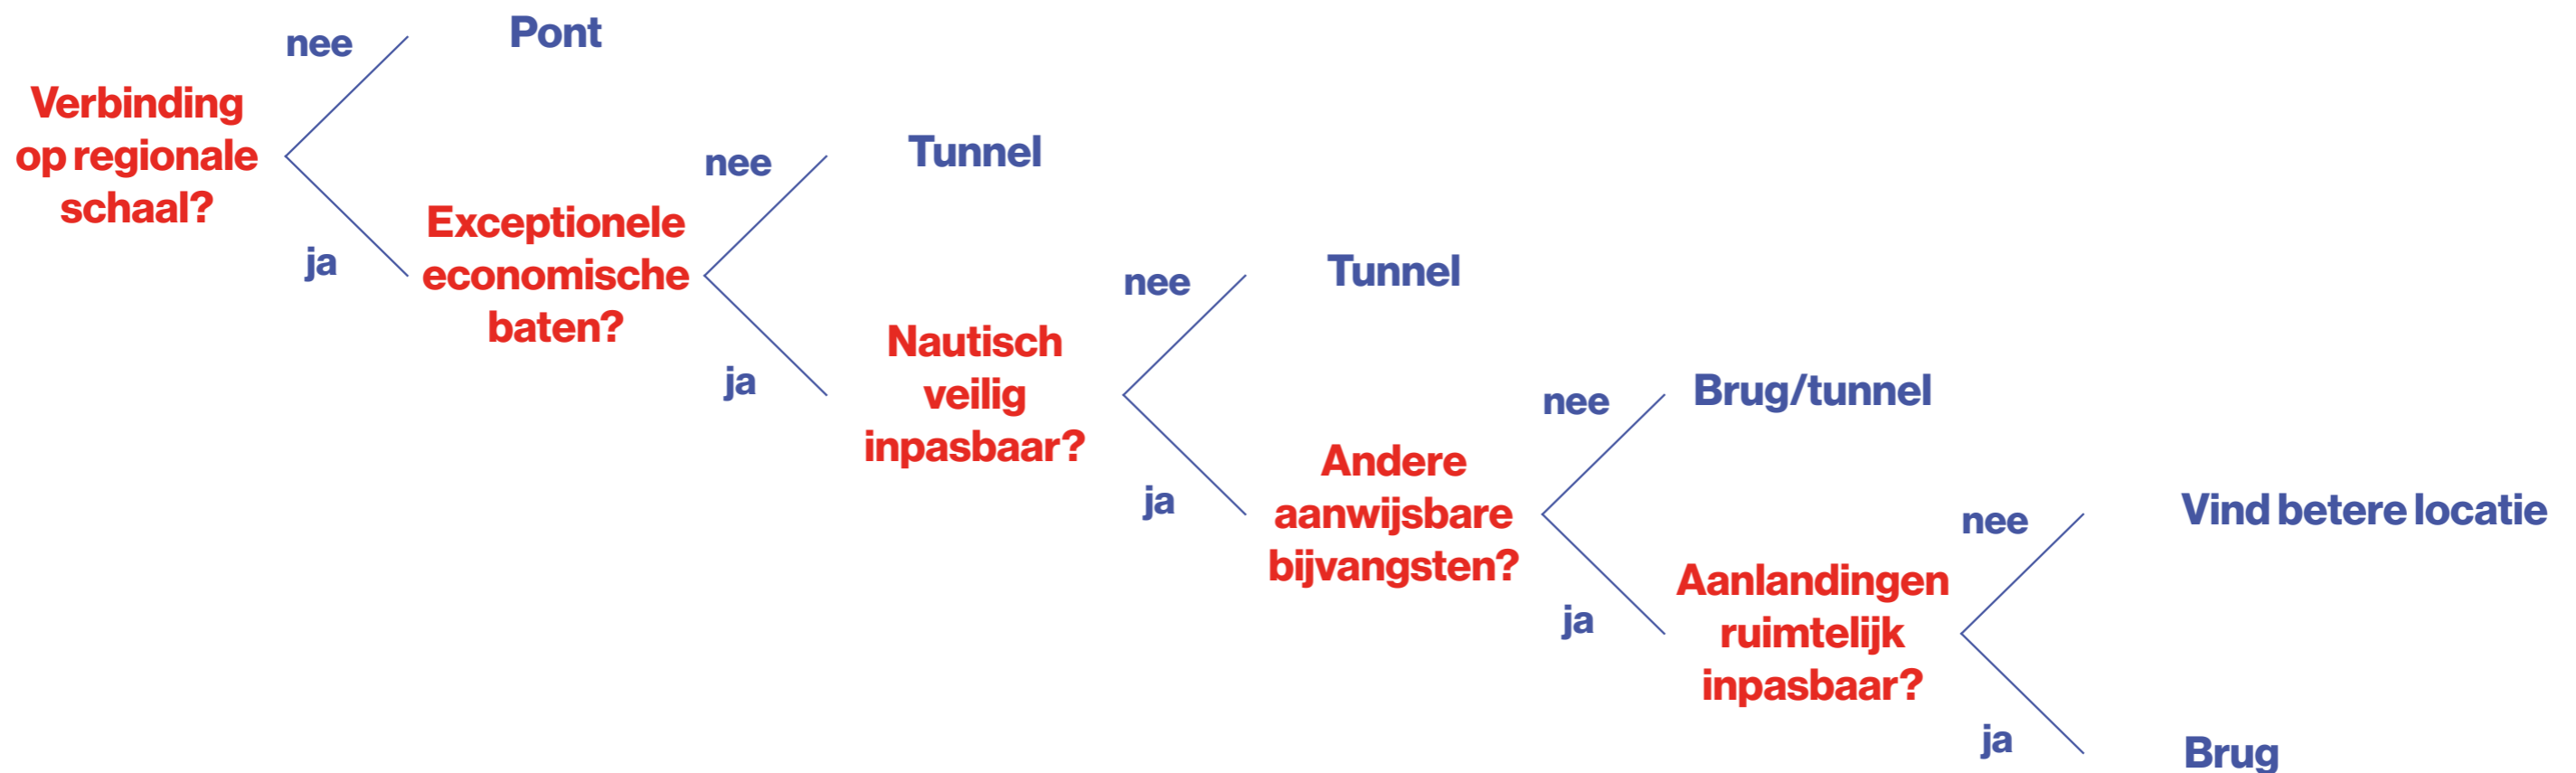 nee
Pont
Verbinding
op regionale
schaal?
ja
nee
Tunnel
Exceptionele
economische
baten?
ja
nee
Tunnel
Nautisch
veilig
inpasbaar?
ja
nee
Brug/tunnel
Andere
aanwijsbare
bijvangsten?
ja
nee
Vind betere locatie
Aanlandingen
ruimtelijk
inpasbaar?
ja
Brug